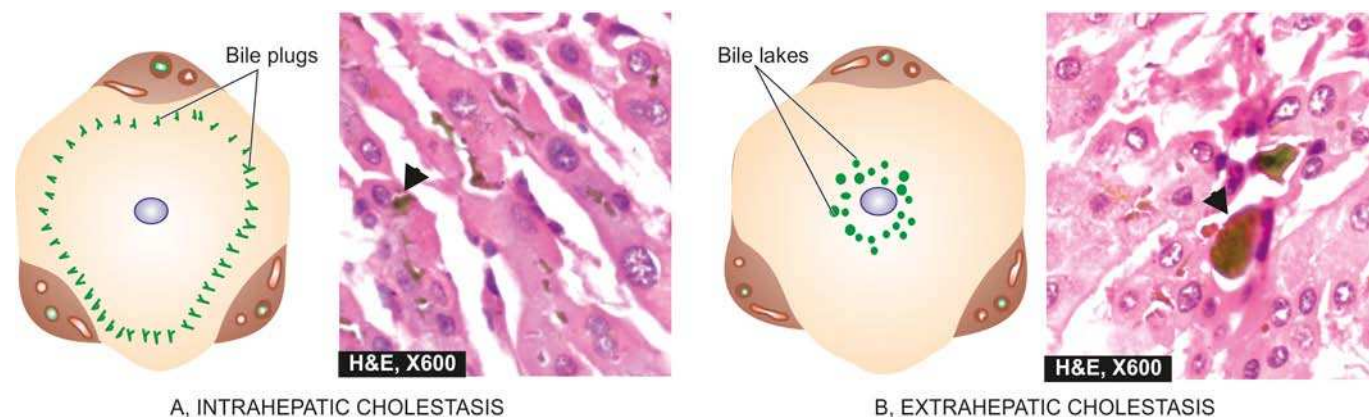 Bile plugs
Bile lakes
H&E, X600
H&E, X600
A, INTRAHEPATIC CHOLESTASIS
B, EXTRAHEPATIC CHOLESTASIS